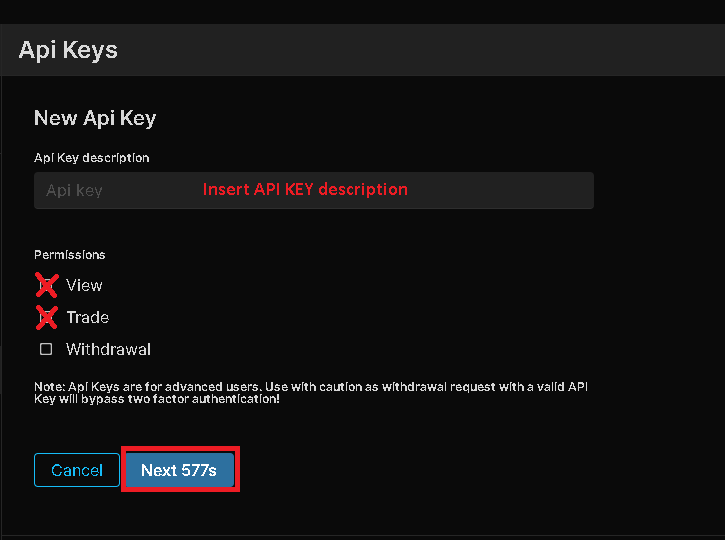 Api Keys
New Api Key
Api Key description
Api key Insert API KEY description
Permissions
View
Trade
Withdrawal
Note: Api Keys are for advanced users. Use with caution as withdrawal request with a valid API
Key will bypass two factor authentication!
Cancel Next 577s